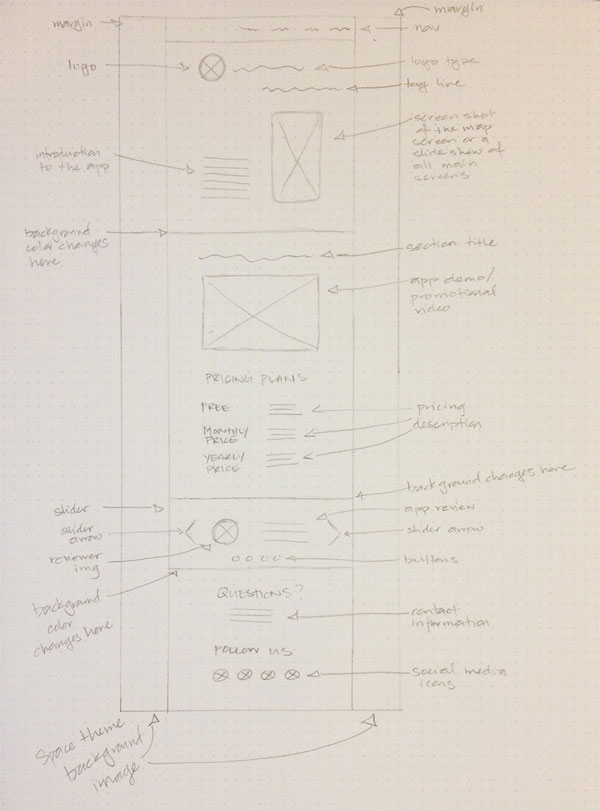 margin
margin
nav
logo
logo type
tag line
screen shot
of the map
screen or a
slide show of
all main
screens
introduction
to the app
background
color changes
here
section title
app demo/
promotional
video
PRICING PLANS
FREE
MONTHLY
PRICE
YEARLY
PRICE
pricing
description
background changes here
slider
app review
slider
arrow
slider arrow
reviewer
img
buttons
background
color
changes here
QUESTIONS?
contact
information
FOLLOW US
social media
icons
Space theme
background
image